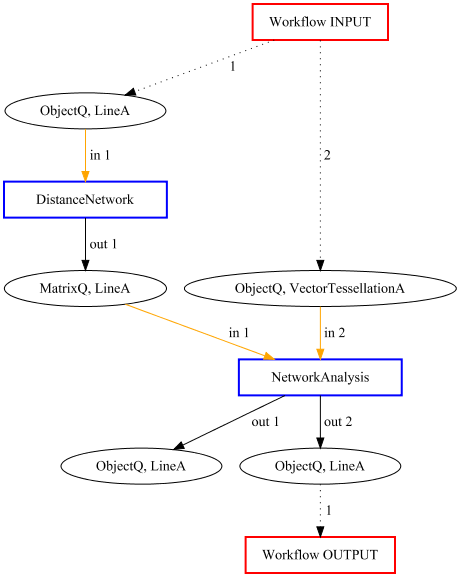 Workflow INPUT
1
ObjectQ, LineA
in 1
2
DistanceNetwork
out 1
MatrixQ, LineA
ObjectQ, VectorTessellationA
in 1
in 2
NetworkAnalysis
out 1
out 2
ObjectQ, LineA
ObjectQ, LineA
1
Workflow OUTPUT